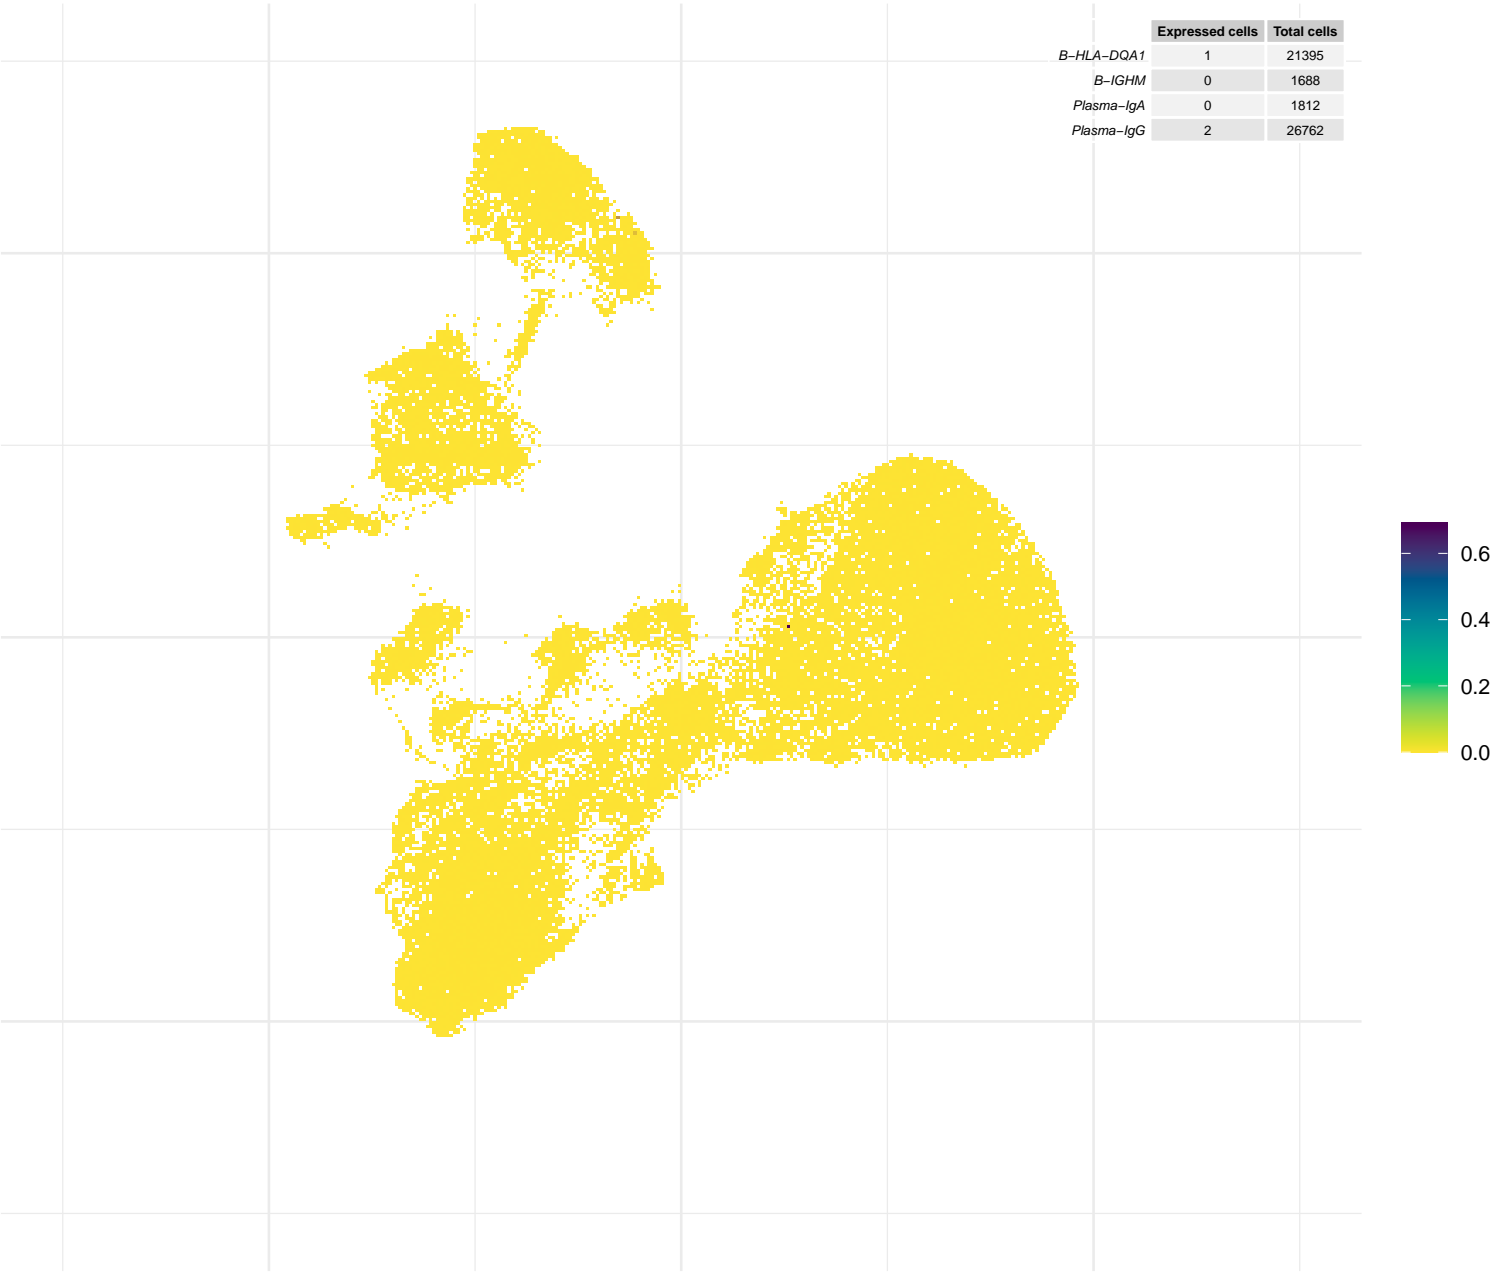 Expressed cells Total cells
B−HLA−DQA1 1 21395
B−IGHM 0 1688
Plasma−IgA 0 1812
Plasma−IgG 2 26762
0.6
0.4
0.2
0.0